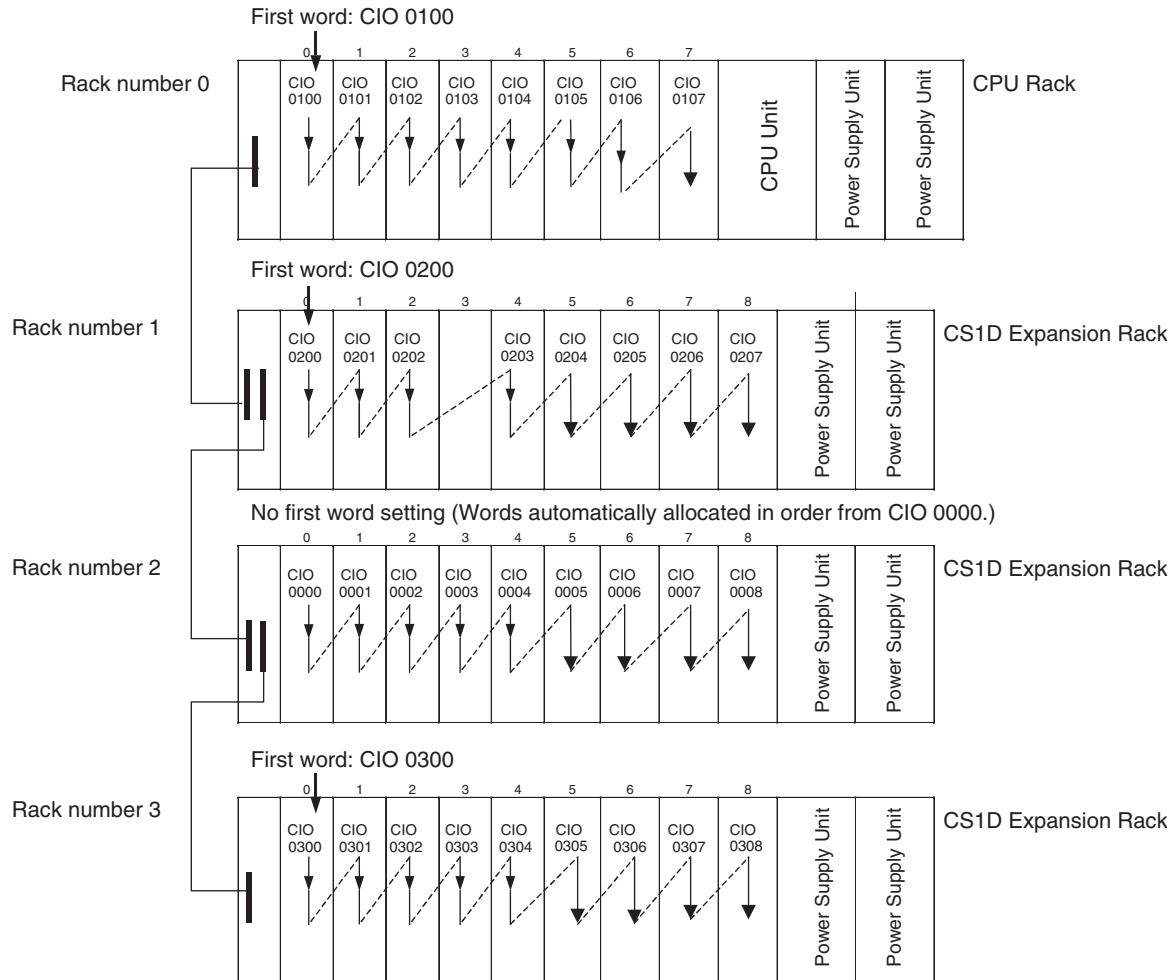 First word: CIO 0100
0 1 2 3 4 5 6 7
Rack number 0
CIO 0100 CIO 0101 CIO 0102 CIO 0103 CIO 0104 CIO 0105 CIO 0106 CIO 0107
CPU Unit
Power Supply Unit
Power Supply Unit
CPU Rack
First word: CIO 0200
0 1 2 3 4 5 6 7 8
Rack number 1
CIO 0200 CIO 0201 CIO 0202 CIO 0203 CIO 0204 CIO 0205 CIO 0206 CIO 0207
Power Supply Unit
Power Supply Unit
CS1D Expansion Rack
No first word setting (Words automatically allocated in order from CIO 0000.)
0 1 2 3 4 5 6 7 8
Rack number 2
CIO 0000 CIO 0001 CIO 0002 CIO 0003 CIO 0004 CIO 0005 CIO 0006 CIO 0007 CIO 0008
Power Supply Unit
Power Supply Unit
CS1D Expansion Rack
First word: CIO 0300
0 1 2 3 4 5 6 7 8
Rack number 3
CIO 0300 CIO 0301 CIO 0302 CIO 0303 CIO 0304 CIO 0305 CIO 0306 CIO 0307 CIO 0308
Power Supply Unit
Power Supply Unit
CS1D Expansion Rack